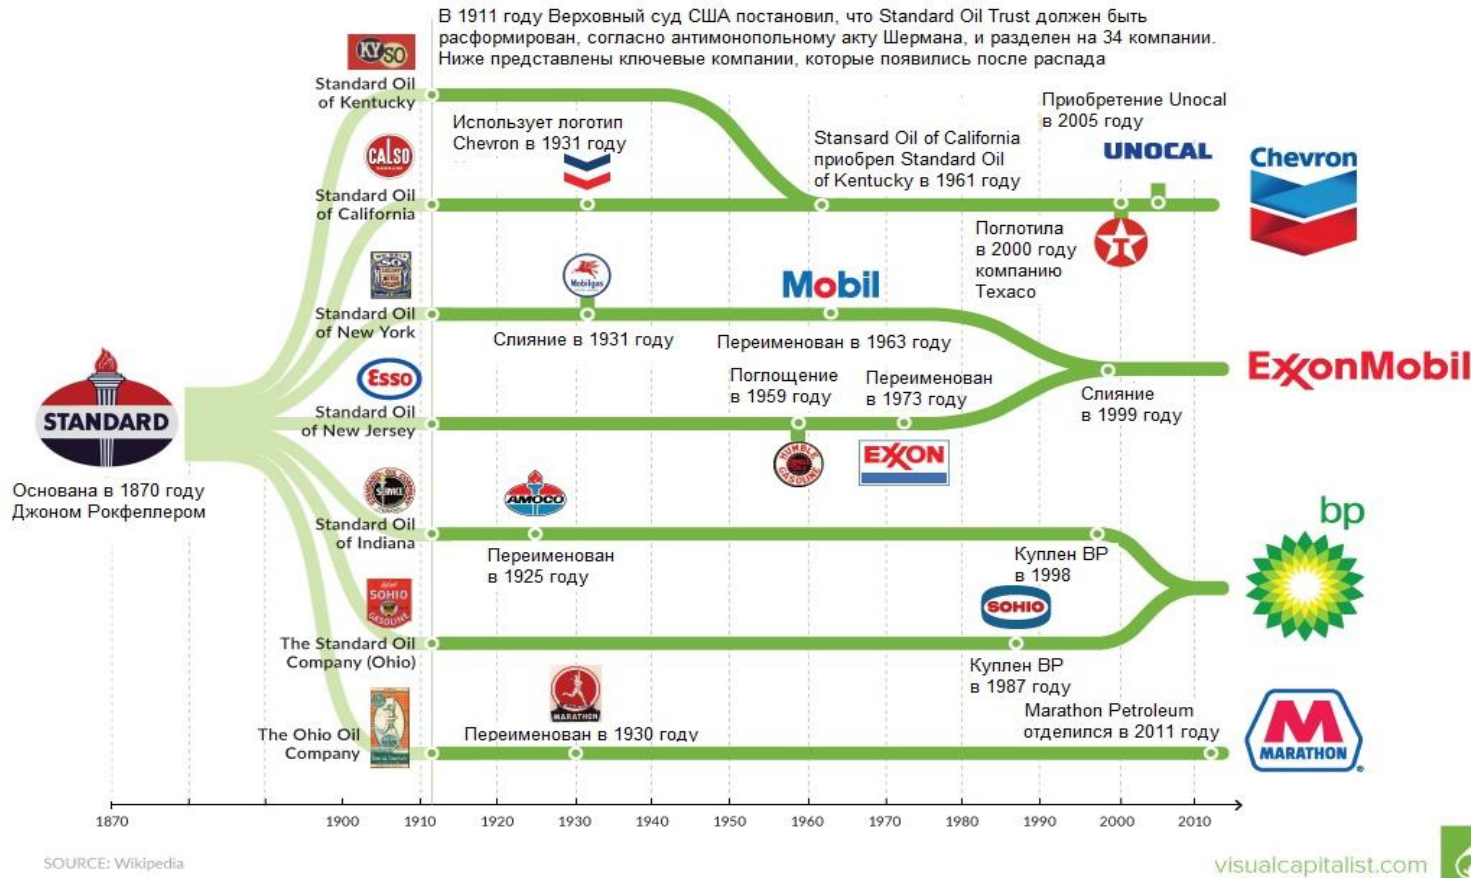 В 1911 году Верховный суд США постановил, что Standard Oil Trust должен быть
расформирован, согласно антимонопольному акту Шермана, и разделен на 34 компании.
Ниже представлены ключевые компании, которые появились после распада
KYSO
Standard Oil
of Kentucky
Использует логотип
Chevron в 1931 году
Stansard Oil of California
приобрел Standard Oil
of Kentucky в 1961 году
Приобретение Unocal
в 2005 году
UNOCAL
Chevron
CALSO
Standard Oil
of California
Поглотила
в 2000 году
компанию
Texaco
T
SO
Standard Oil
of New York
Mobilgas
Слияние в 1931 году
Mobil
Переименован в 1963 году
Esso
Standard Oil
of New Jersey
Поглощение
в 1959 году
Переименован
в 1973 году
HUMBLE
GASOLINE
EXXON
Слияние
в 1999 году
ExxonMobil
STANDARD
Основана в 1870 году
Джоном Рокфеллером
SERVICE
Standard Oil
of Indiana
AMOCO
Переименован
в 1925 году
Куплен BP
в 1998
bp
SOHIO
GASOLINE
The Standard Oil
Company (Ohio)
SOHIO
Куплен BP
в 1987 году
The Ohio Oil
Company
MARATHON
Переименован в 1930 году
Marathon Petroleum
отделился в 2011 году
M
MARATHON
1870
1900
1910
1920
1930
1940
1950
1960
1970
1980
1990
2000
2010
SOURCE: Wikipedia
visualcapitalist.com